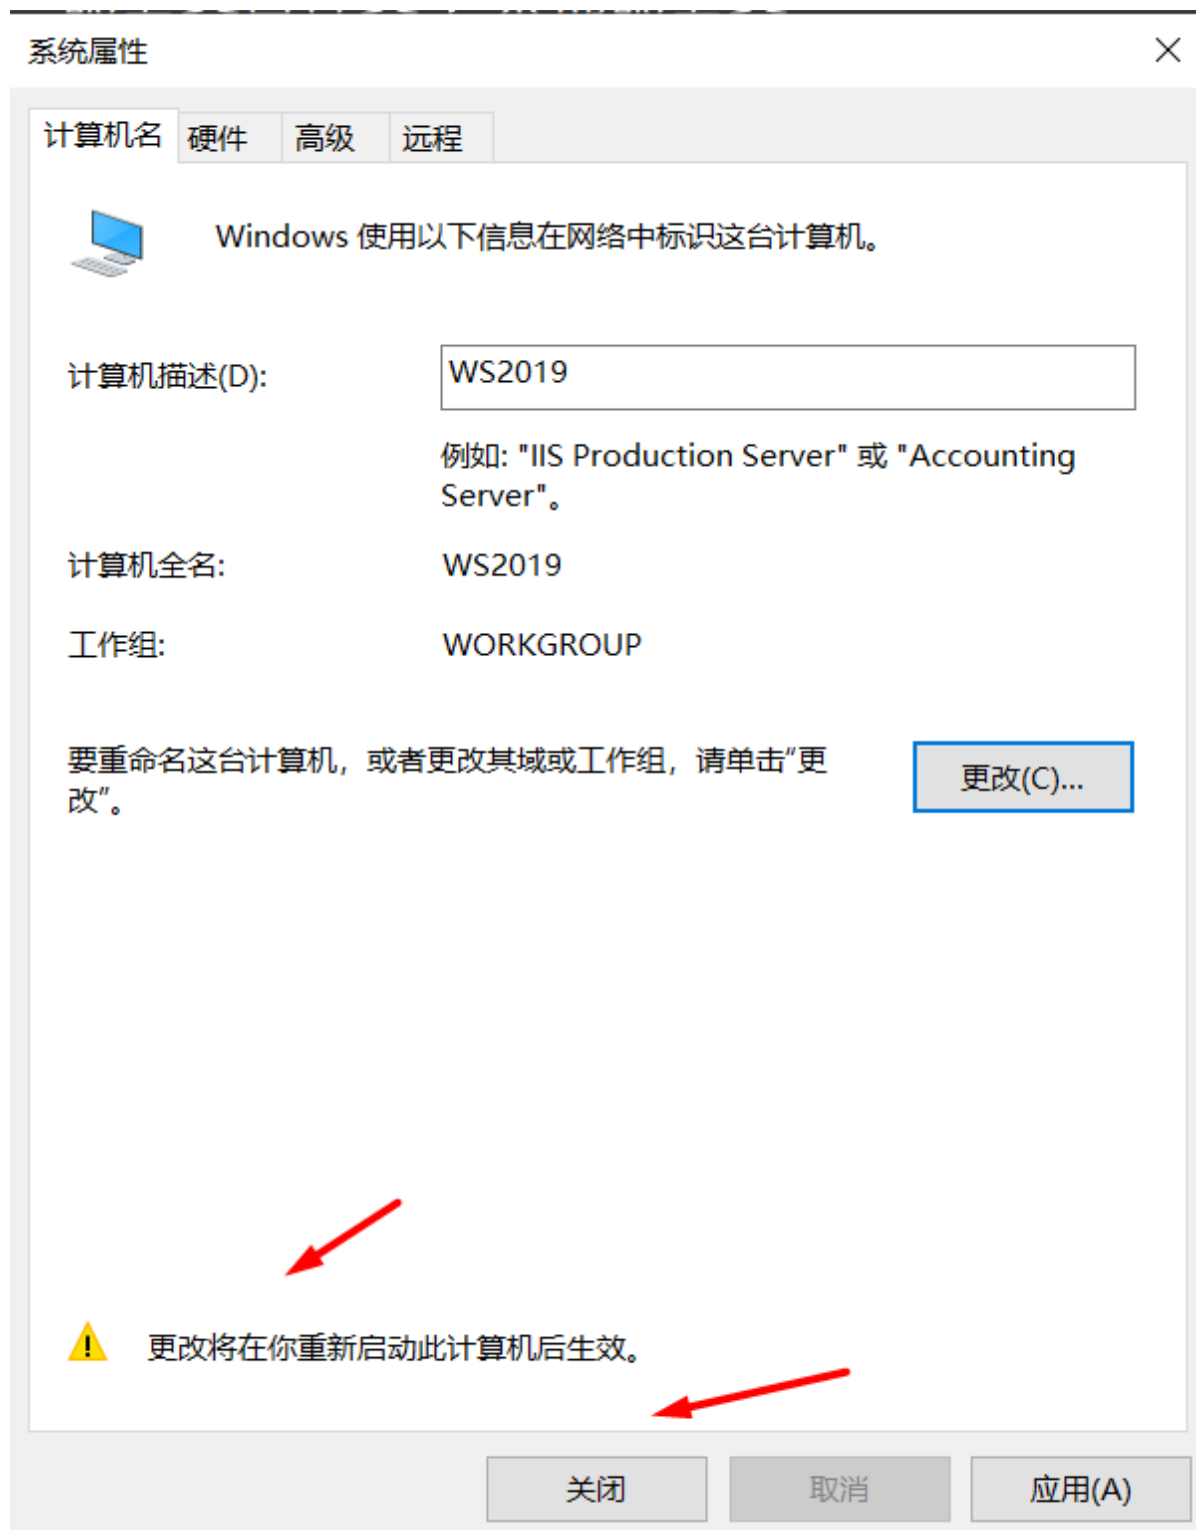 系统属性
计算机名 硬件 高级 远程
Windows 使用以下信息在网络中标识这台计算机。
计算机描述(D): WS2019
例如: "IIS Production Server" 或 "Accounting
Server"。
计算机全名: WS2019
工作组: WORKGROUP
要重命名这台计算机，或者更改其域或工作组，请单击"更
改"。
更改(C)...
更改将在你重新启动此计算机后生效。
关闭 取消 应用(A)